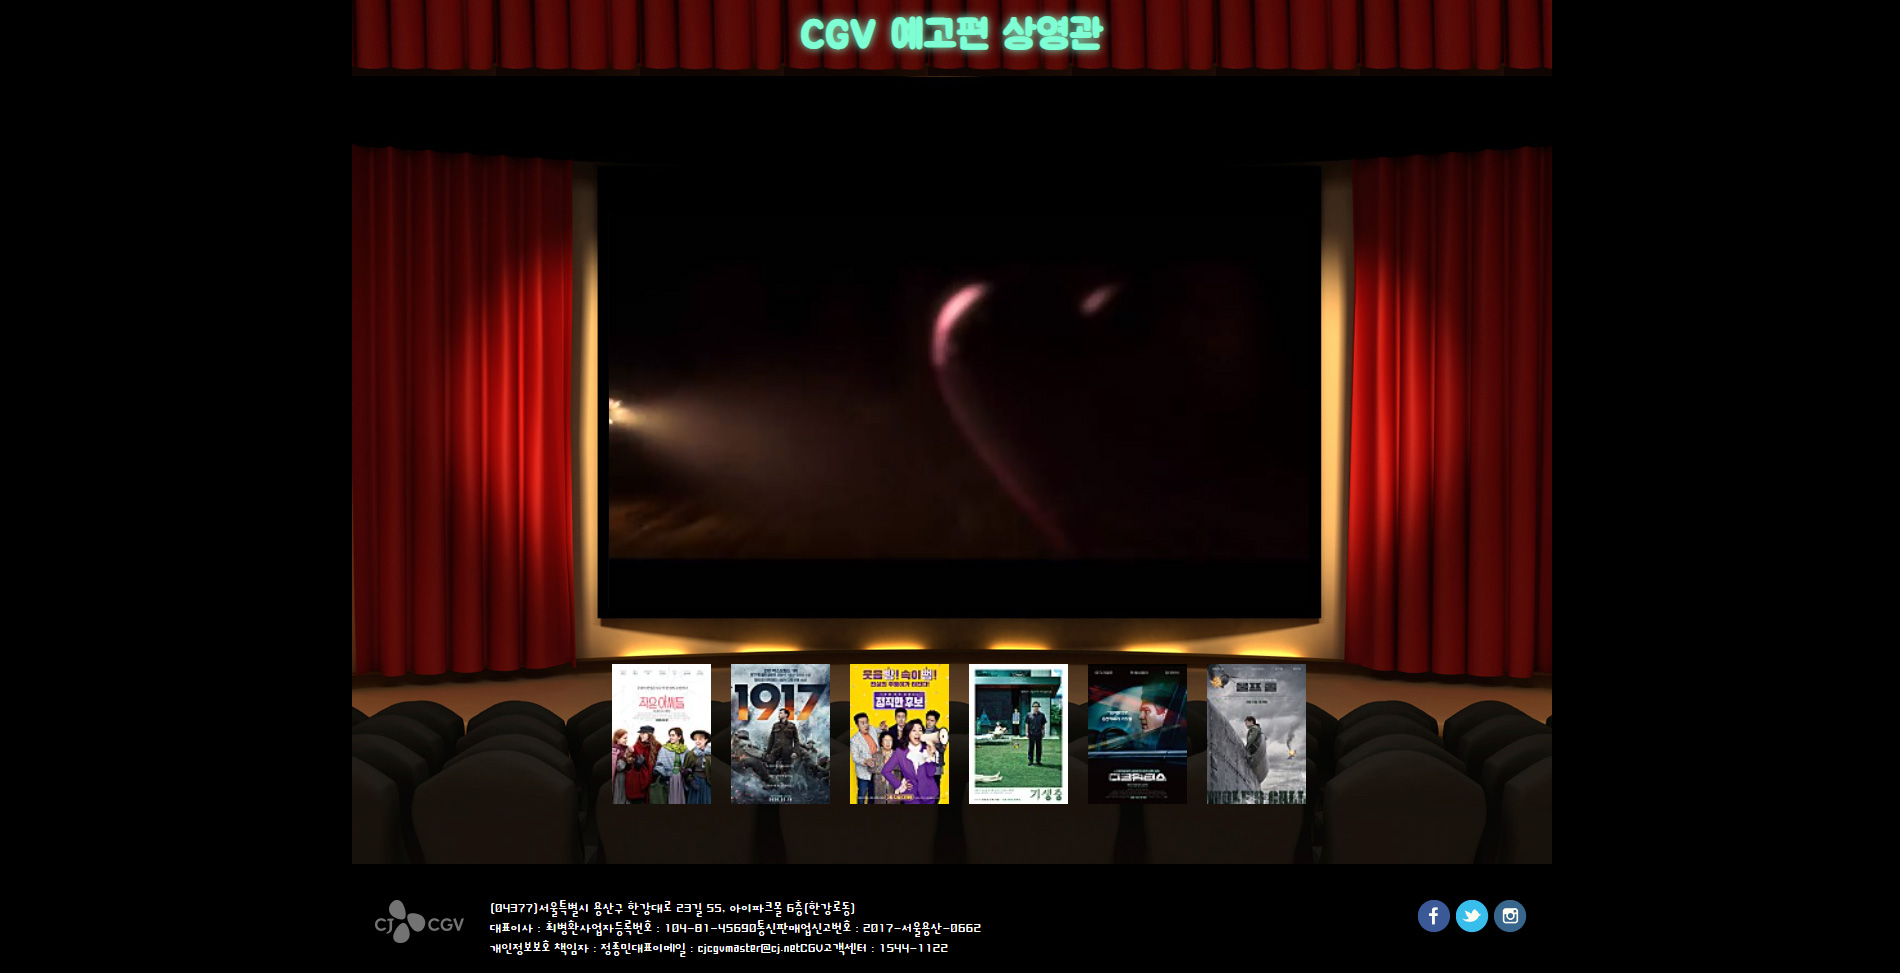 CGV 예고편 상영관
작은 아씨들
1917
웃음빵! 속이뻥!
정직한 후보
기생충
다크워터스
울프 콜
CJ CGV
(04377)서울특별시 용산구 한강대로 23길 55, 아이파크몰 6층(한강로동)
대표이사 : 최병환사업자등록번호 : 104-81-45690통신판매업신고번호 : 2017-서울용산-0662
개인정보보호 책임자 : 정종민대표이메일 : cjcgvmaster@cj.netCGV고객센터 : 1544-1122